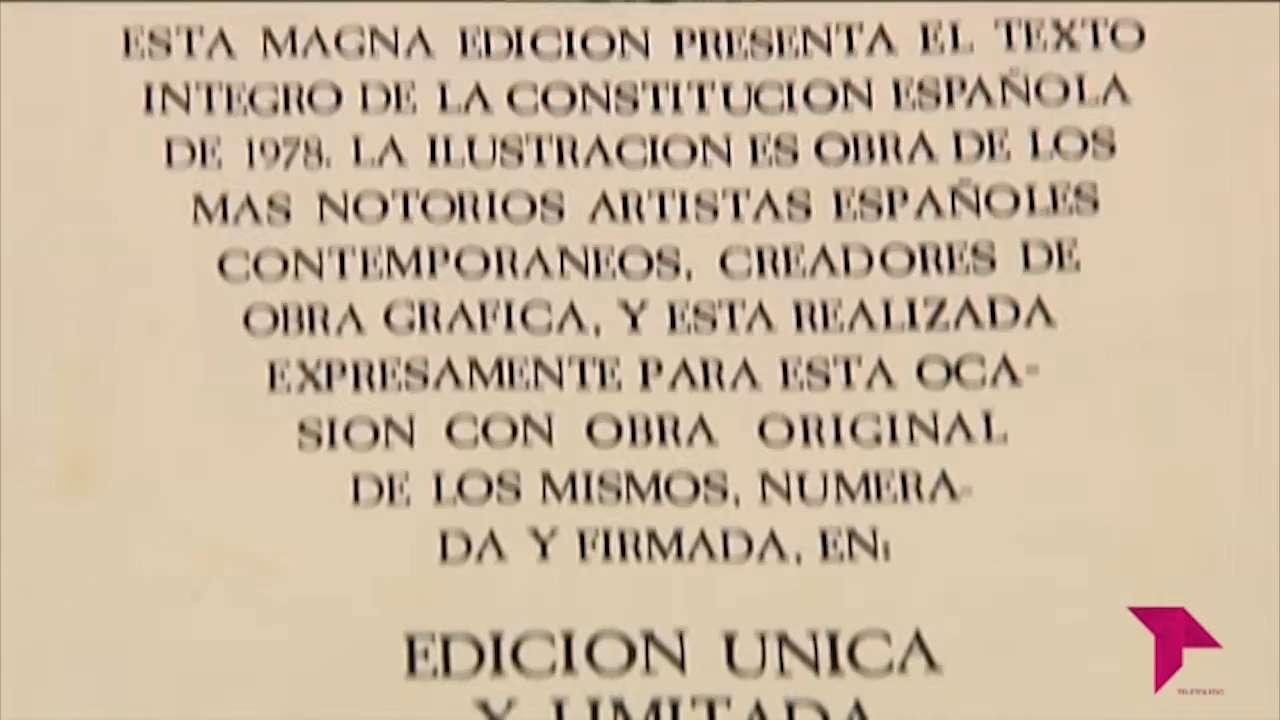 ESTA MAGNA EDICION PRESENTA EL TEXTO
INTEGRO DE LA CONSTITUCION ESPAÑOLA
DE 1978. LA ILUSTRACION ES OBRA DE LOS
MAS NOTORIOS ARTISTAS ESPAÑOLES
CONTEMPORANEOS, CREADORES DE
OBRA GRAFICA, Y ESTA REALIZADA
EXPRESAMENTE PARA ESTA OCA-
SION CON OBRA ORIGINAL
DE LOS MISMOS, NUMERA-
DA Y FIRMADA, EN:
EDICION UNICA
Y LIMITADA